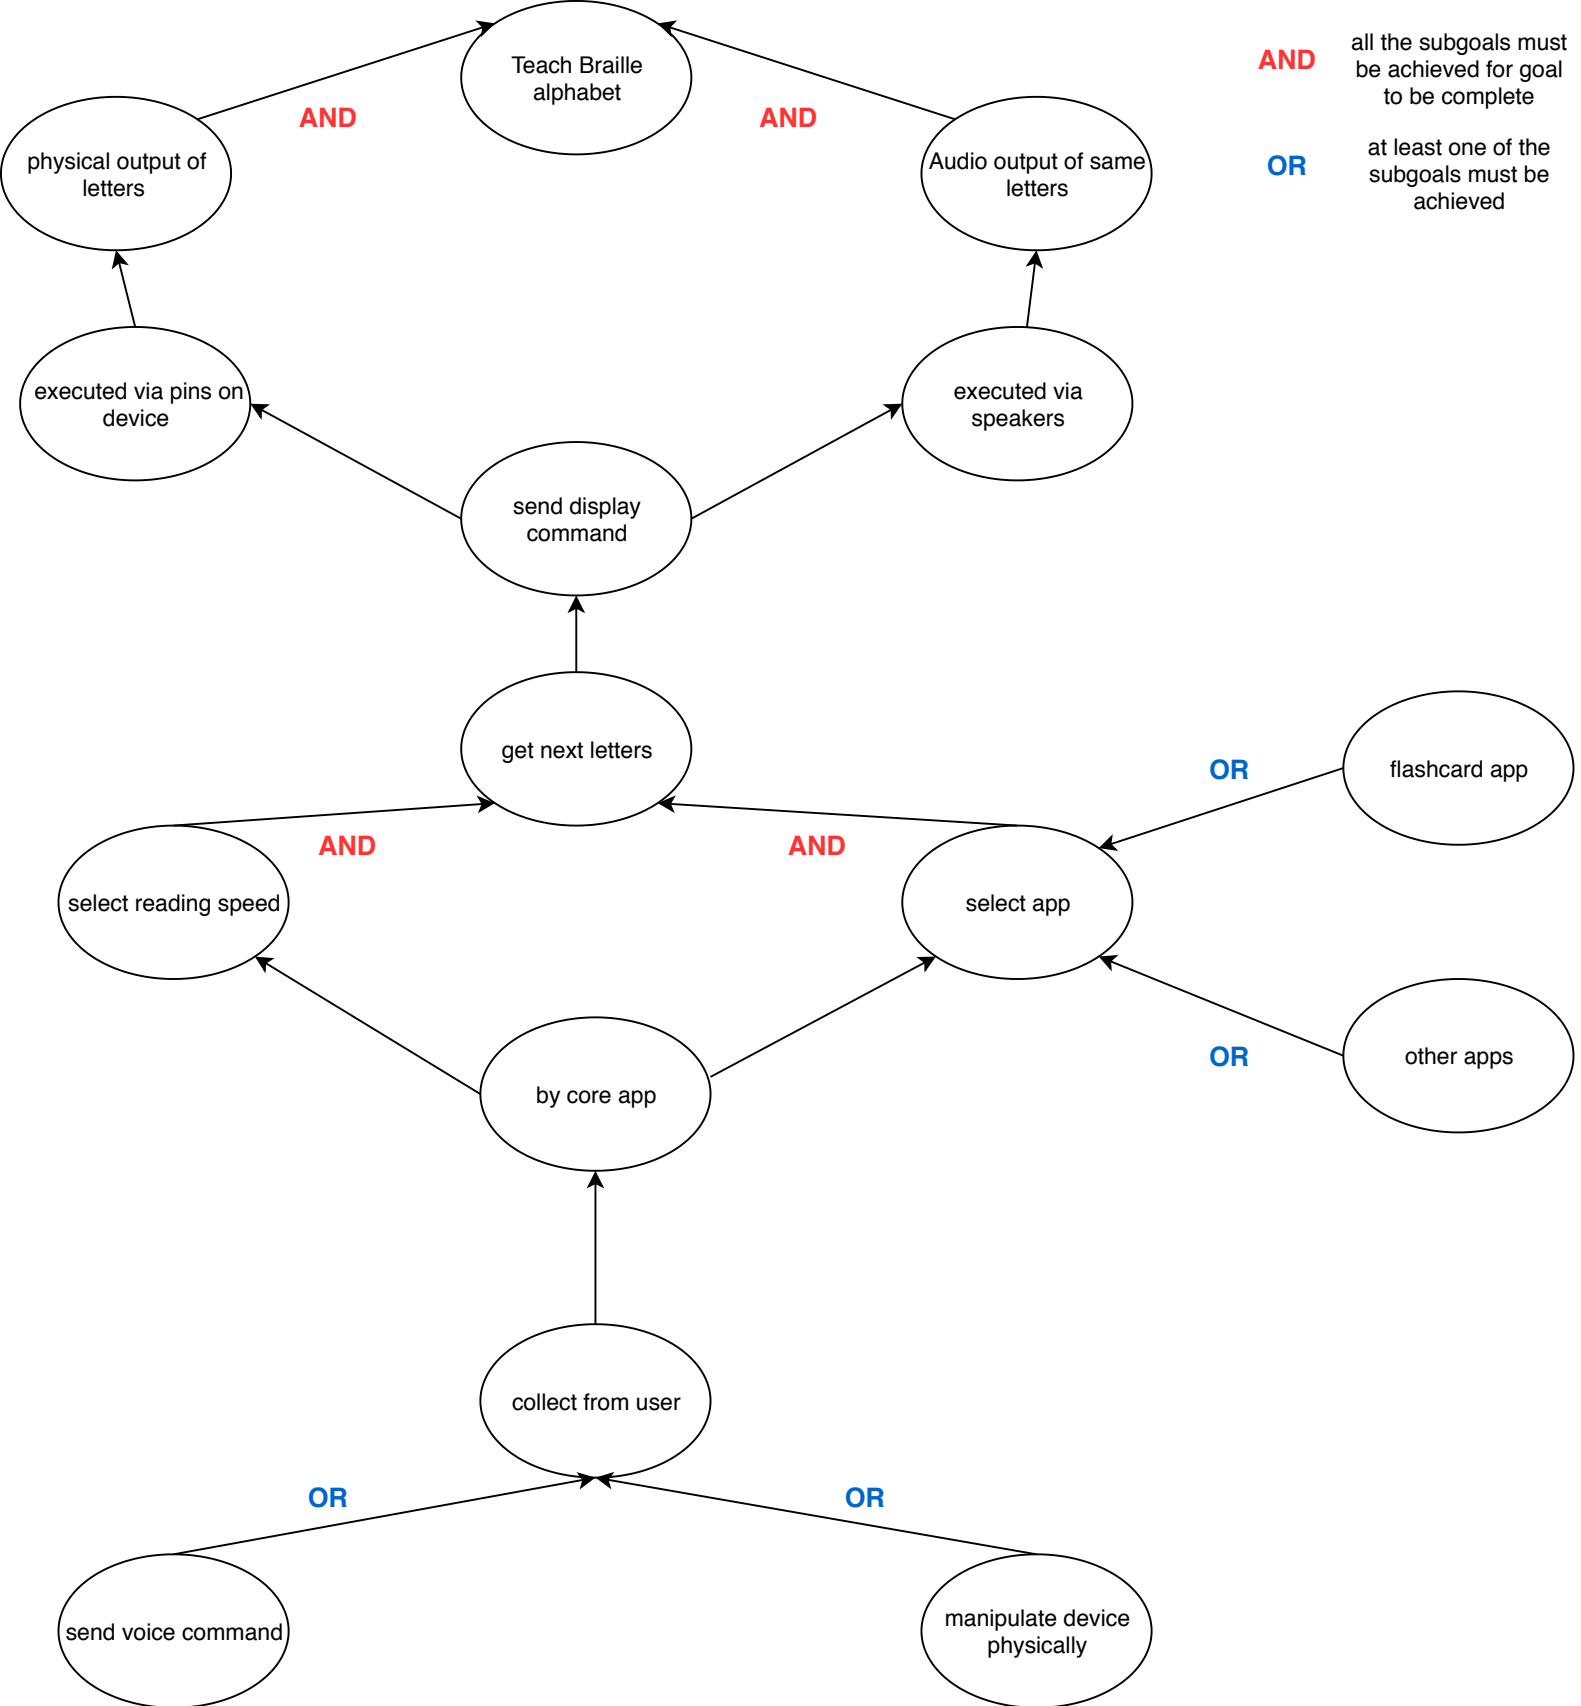 Teach Braille
alphabet
AND
all the subgoals must
be achieved for goal
to be complete
AND
AND
physical output of
letters
Audio output of same
letters
OR
at least one of the
subgoals must be
achieved
executed via pins on
device
executed via
speakers
send display
command
get next letters
OR
flashcard app
AND
AND
select reading speed
select app
by core app
OR
other apps
collect from user
OR
OR
send voice command
manipulate device
physically